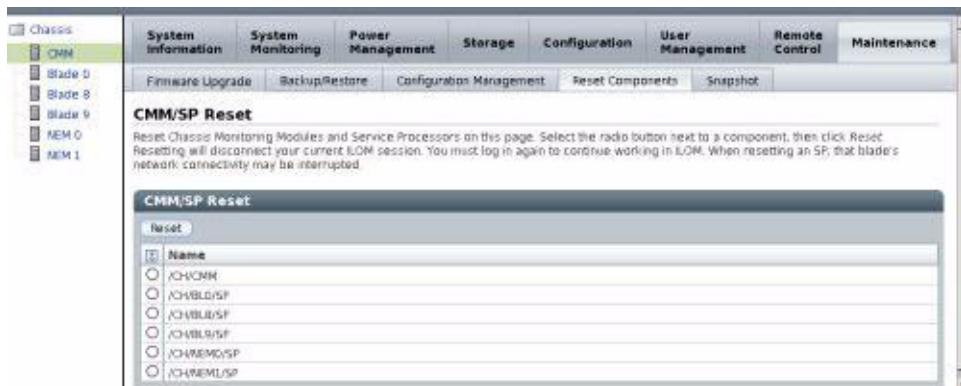 Chassis
CMM
Blade 0
Blade 8
Blade 9
NEM 0
NEM 1
System Information
System Monitoring
Power Management
Storage
Configuration
User Management
Remote Control
Maintenance
Firmware Upgrade
Backup/Restore
Configuration Management
Reset Components
Snapshot
CMM/SP Reset
Reset Chassis Monitoring Modules and Service Processors on this page. Select the radio button next to a component, then click Reset.
Resetting will disconnect your current ILOM session. You must log in again to continue working in ILOM. When resetting an SP, that blade's
network connectivity may be interrupted.
CMM/SP Reset
Reset
Name
/CH/CMM
/CH/BL0/SP
/CH/BL8/SP
/CH/BL9/SP
/CH/NEM0/SP
/CH/NEM1/SP